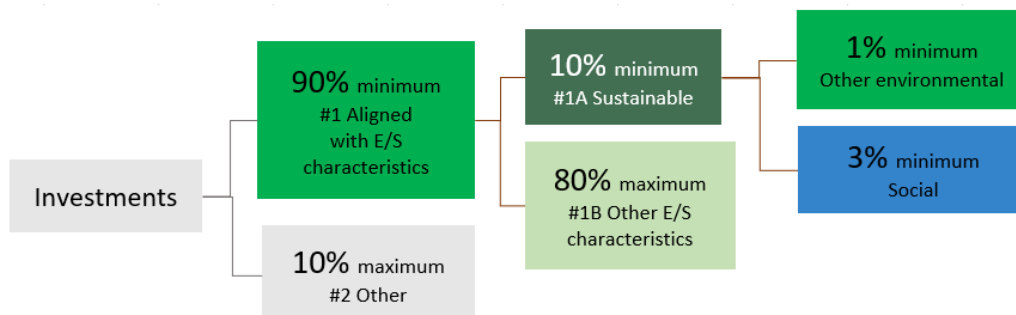 Investments
90% minimum
#1 Aligned
with E/S
characteristics
10% maximum
#2 Other
10% minimum
#1A Sustainable
80% maximum
#1B Other E/S
characteristics
1% minimum
Other environmental
3% minimum
Social